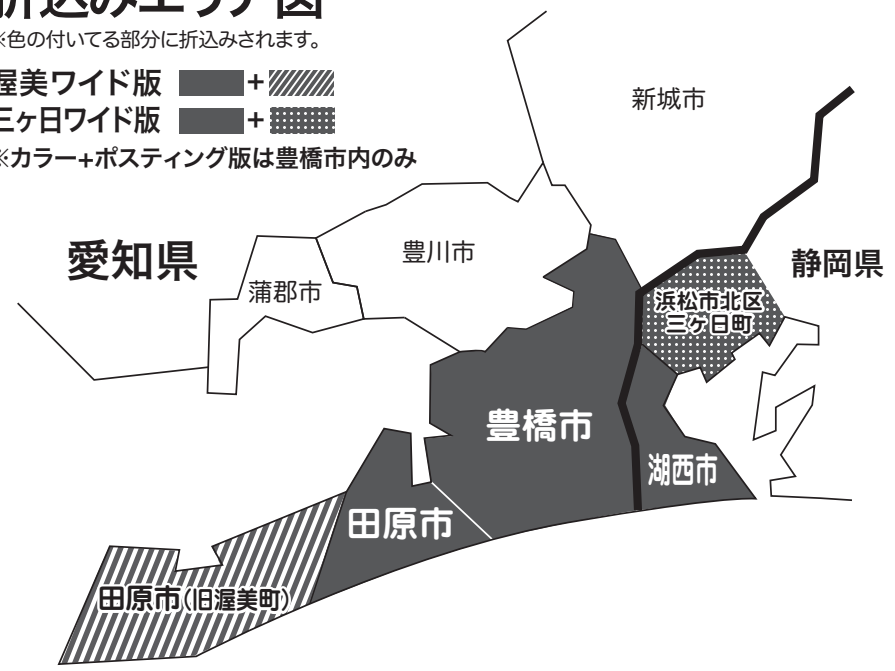 折込みエリア図
※色の付いてる部分に折込みされます。
渥美ワイド版 +
三ヶ日ワイド版 +
※カラー+ポスティング版は豊橋市内のみ
新城市
愛知県
豊川市
静岡県
蒲郡市
浜松市北区
三ヶ日町
豊橋市
湖西市
田原市
田原市(旧渥美町)